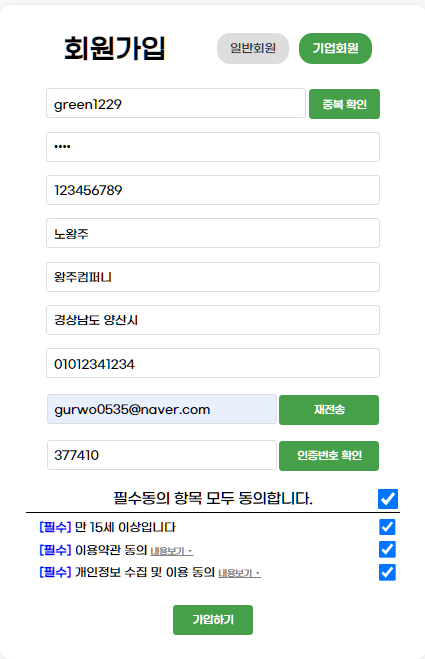 회원가입 일반회원 기업회원
green1229 중복 확인
••••
123456789
노왕주
왕주컴퍼니
경상남도 양산시
01012341234
gurwo0535@naver.com 재전송
377410 인증번호 확인
필수동의 항목 모두 동의합니다.
[필수] 만 15세 이상입니다
[필수] 이용약관 동의 내용보기
[필수] 개인정보 수집 및 이용 동의 내용보기
가입하기